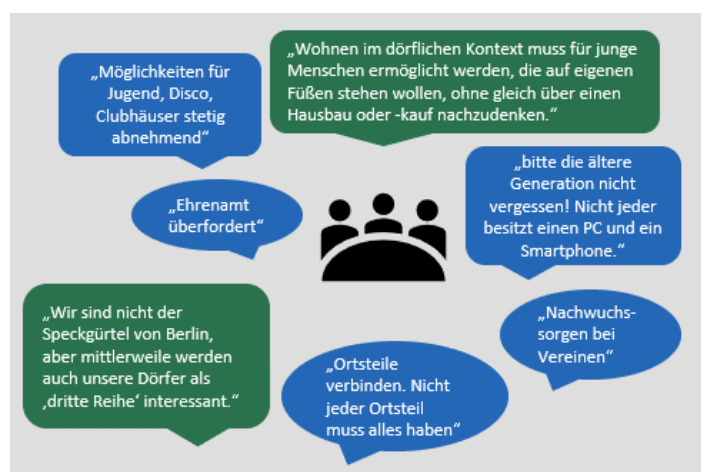 „Möglichkeiten für
Jugend, Disco,
Clubhäuser stetig
abnehmend“
„Wohnen im dörflichen Kontext muss für junge
Menschen ermöglicht werden, die auf eigenen
Füßen stehen wollen, ohne gleich über einen
Hausbau oder -kauf nachzudenken.“
„Ehrenamt
überfordert“
„bitte die ältere
Generation nicht
vergessen! Nicht jeder
besitzt einen PC und ein
Smartphone.“
„Wir sind nicht der
Speckgürtel von Berlin,
aber mittlerweile werden
auch unsere Dörfer als
‚dritte Reihe‘ interessant.“
„Ortsteile
verbinden. Nicht
jeder Ortsteil
muss alles haben“
„Nachwuchs-
sorgen bei
Vereinen“